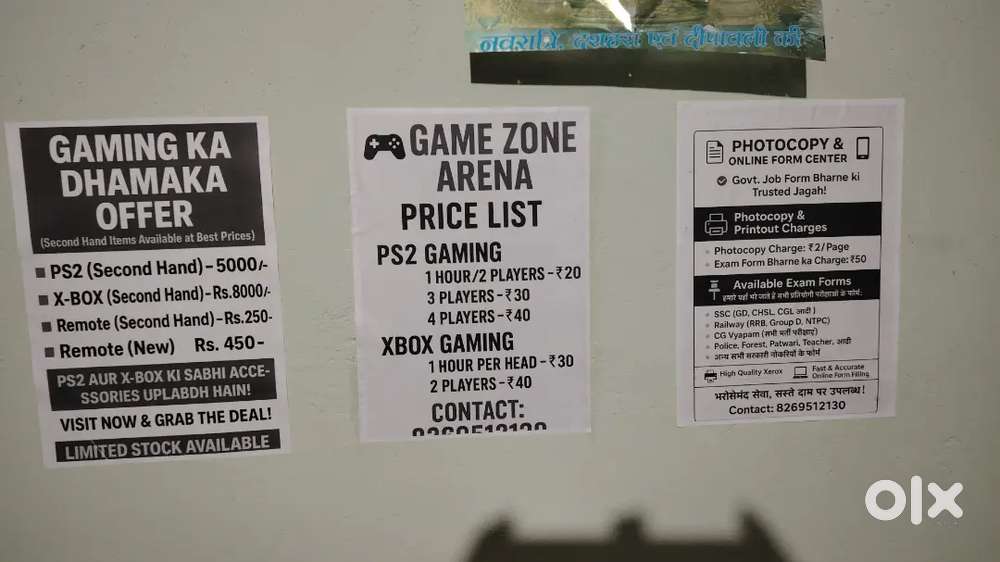 नवरात्रि, दशहरा एवं दीपावली की
GAMING KA
DHAMAKA
OFFER
(Second Hand Items Available at Best Prices)
PS2 (Second Hand) - 5000/-
X-BOX (Second Hand) - Rs.8000/-
Remote (Second Hand) - Rs.250-
Remote (New) Rs. 450-
PS2 AUR X-BOX KI SABHI ACCE-
SSORIES UPLABDH HAIN!
VISIT NOW & GRAB THE DEAL!
LIMITED STOCK AVAILABLE
GAME ZONE
ARENA
PRICE LIST
PS2 GAMING
1 HOUR/2 PLAYERS - ₹20
3 PLAYERS - ₹30
4 PLAYERS - ₹40
XBOX GAMING
1 HOUR PER HEAD - ₹30
2 PLAYERS - ₹40
CONTACT:
PHOTOCOPY &
ONLINE FORM CENTER
Govt. Job Form Bharne ki
Trusted Jagah!
Photocopy &
Printout Charges
Photocopy Charge: ₹2/Page
Exam Form Bharne ka Charge: ₹50
Available Exam Forms
हमारे यहाँ भरे जाते हैं सभी प्रतियोगी परीक्षाओं के फॉर्म:
SSC (GD, CHSL, CGL आदि )
Railway (RRB, Group D, NTPC)
CG Vyapam (सभी भर्ती परीक्षाएं)
Police, Forest, Patwari, Teacher, आदी
अन्य सभी सरकारी नोकरियों के फोर्म
High Quality Xerox
Fast & Accurate
Online Form Filling
भरोसेमंद सेवा, सस्ते दाम पर उपलब्ध!
Contact: 8269512130
olx